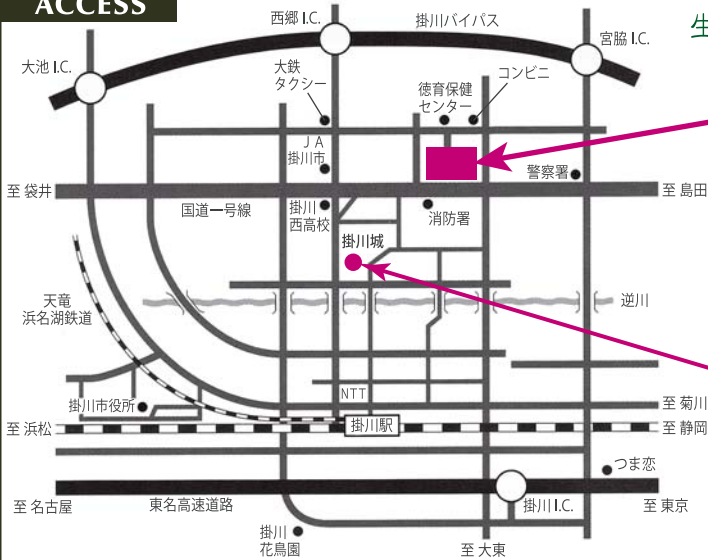 ACCESS
生
西郷 I.C.
掛川バイパス
宮脇 I.C.
大池 I.C.
大鉄
タクシー
徳育保健
センター
コンビニ
JA
掛川市
警察署
至 袋井
至 島田
国道一号線
掛川
西高校
消防署
掛川城
天竜
浜名湖鉄道
逆川
NTT
掛川市役所
至 菊川
至 浜松
掛川駅
至 静岡
つま恋
至 名古屋
東名高速道路
掛川 I.C.
至 東京
掛川
花鳥園
至 大東